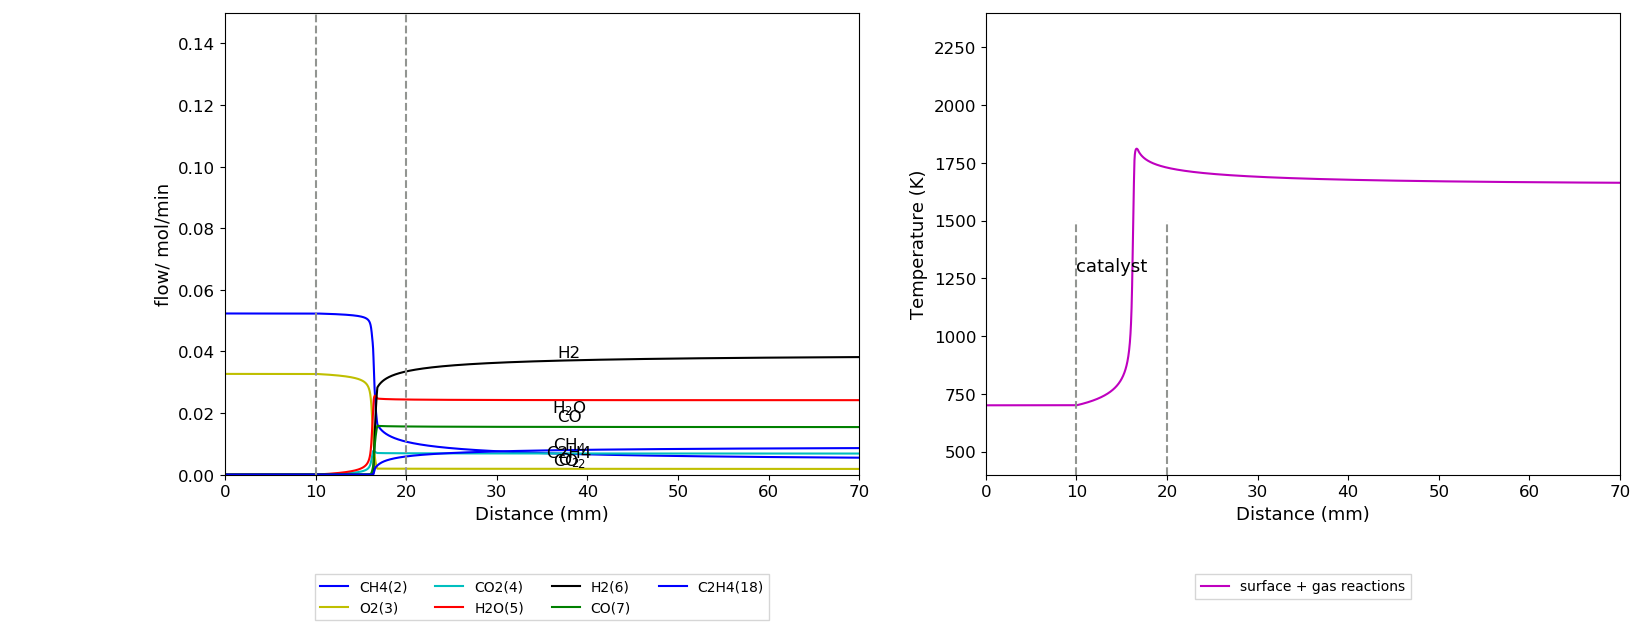 flow/ mol/min
0.14
0.12
0.10
0.08
0.06
0.04
0.02
0.00
H2
H₂O
CO
CH₄
C2H4
O₂
CO₂
0 10 20 30 40 50 60 70
Distance (mm)
CH4(2) CO2(4) H2(6) C2H4(18)
O2(3) H2O(5) CO(7)
Temperature (K)
2250
2000
1750
1500
1250
1000
750
500
catalyst
0 10 20 30 40 50 60 70
Distance (mm)
surface + gas reactions